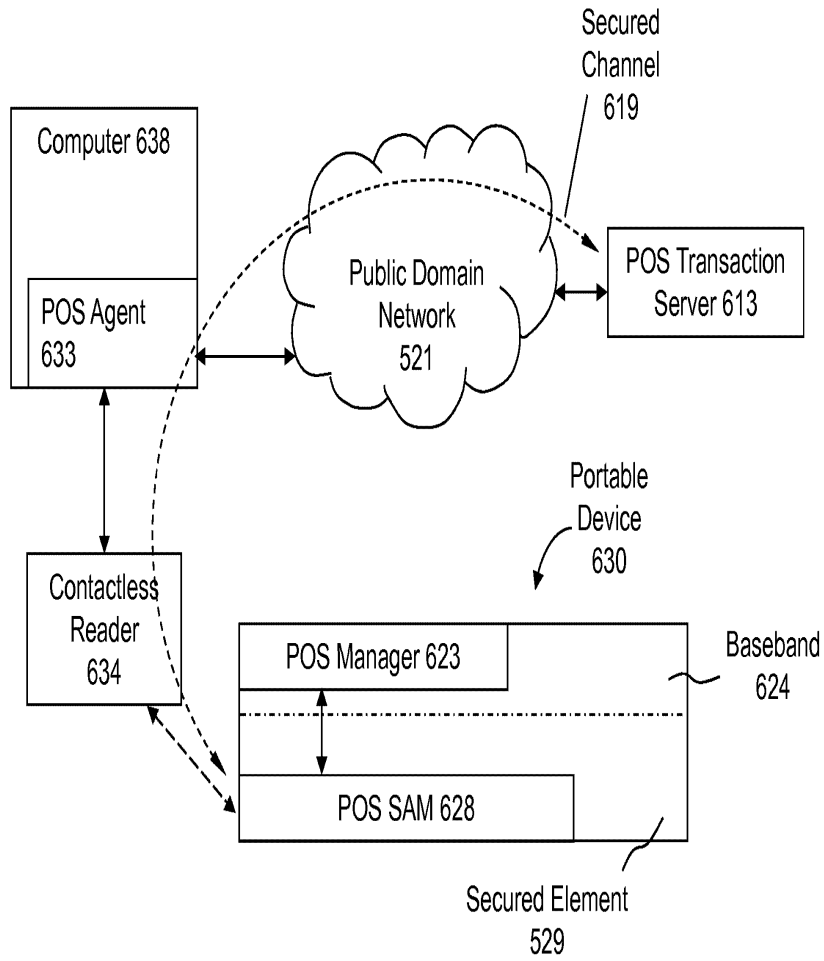 Secured
Channel
619
Computer 638
POS Agent
633
Public Domain
Network
521
POS Transaction
Server 613
Portable
Device
630
Contactless
Reader
634
POS Manager 623
Baseband
624
POS SAM 628
Secured Element
529